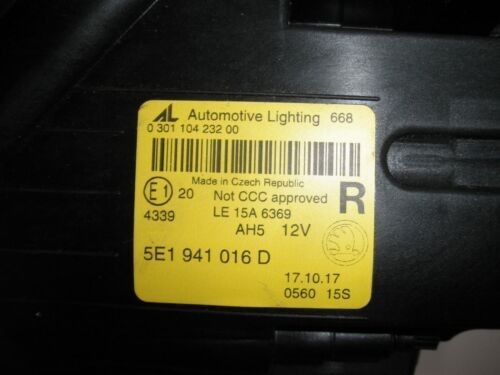 AL Automotive Lighting 668
0 301 104 232 00
Made in Czech Republic
E1 20 Not CCC approved R
4339 LE 15A 6369
AH5 12V
5E1 941 016 D
17.10.17
0560 15S